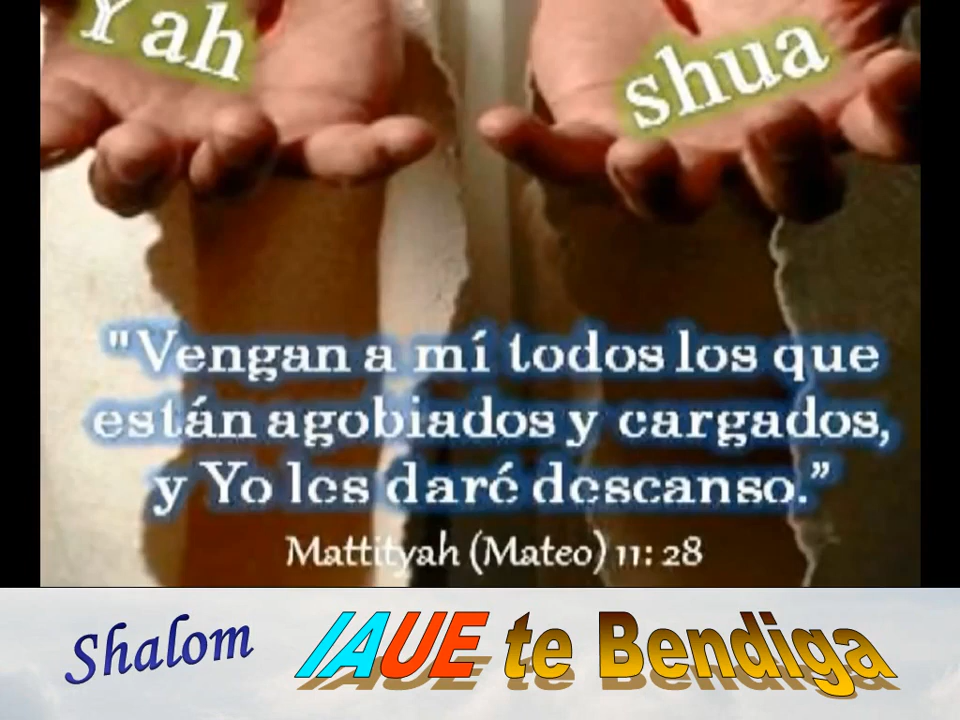 Yah shua
"Vengan a mí todos los que
están agobiados y cargados,
y Yo les daré descanso.”
Mattityah (Mateo) 11: 28
Shalom IAUE te Bendiga